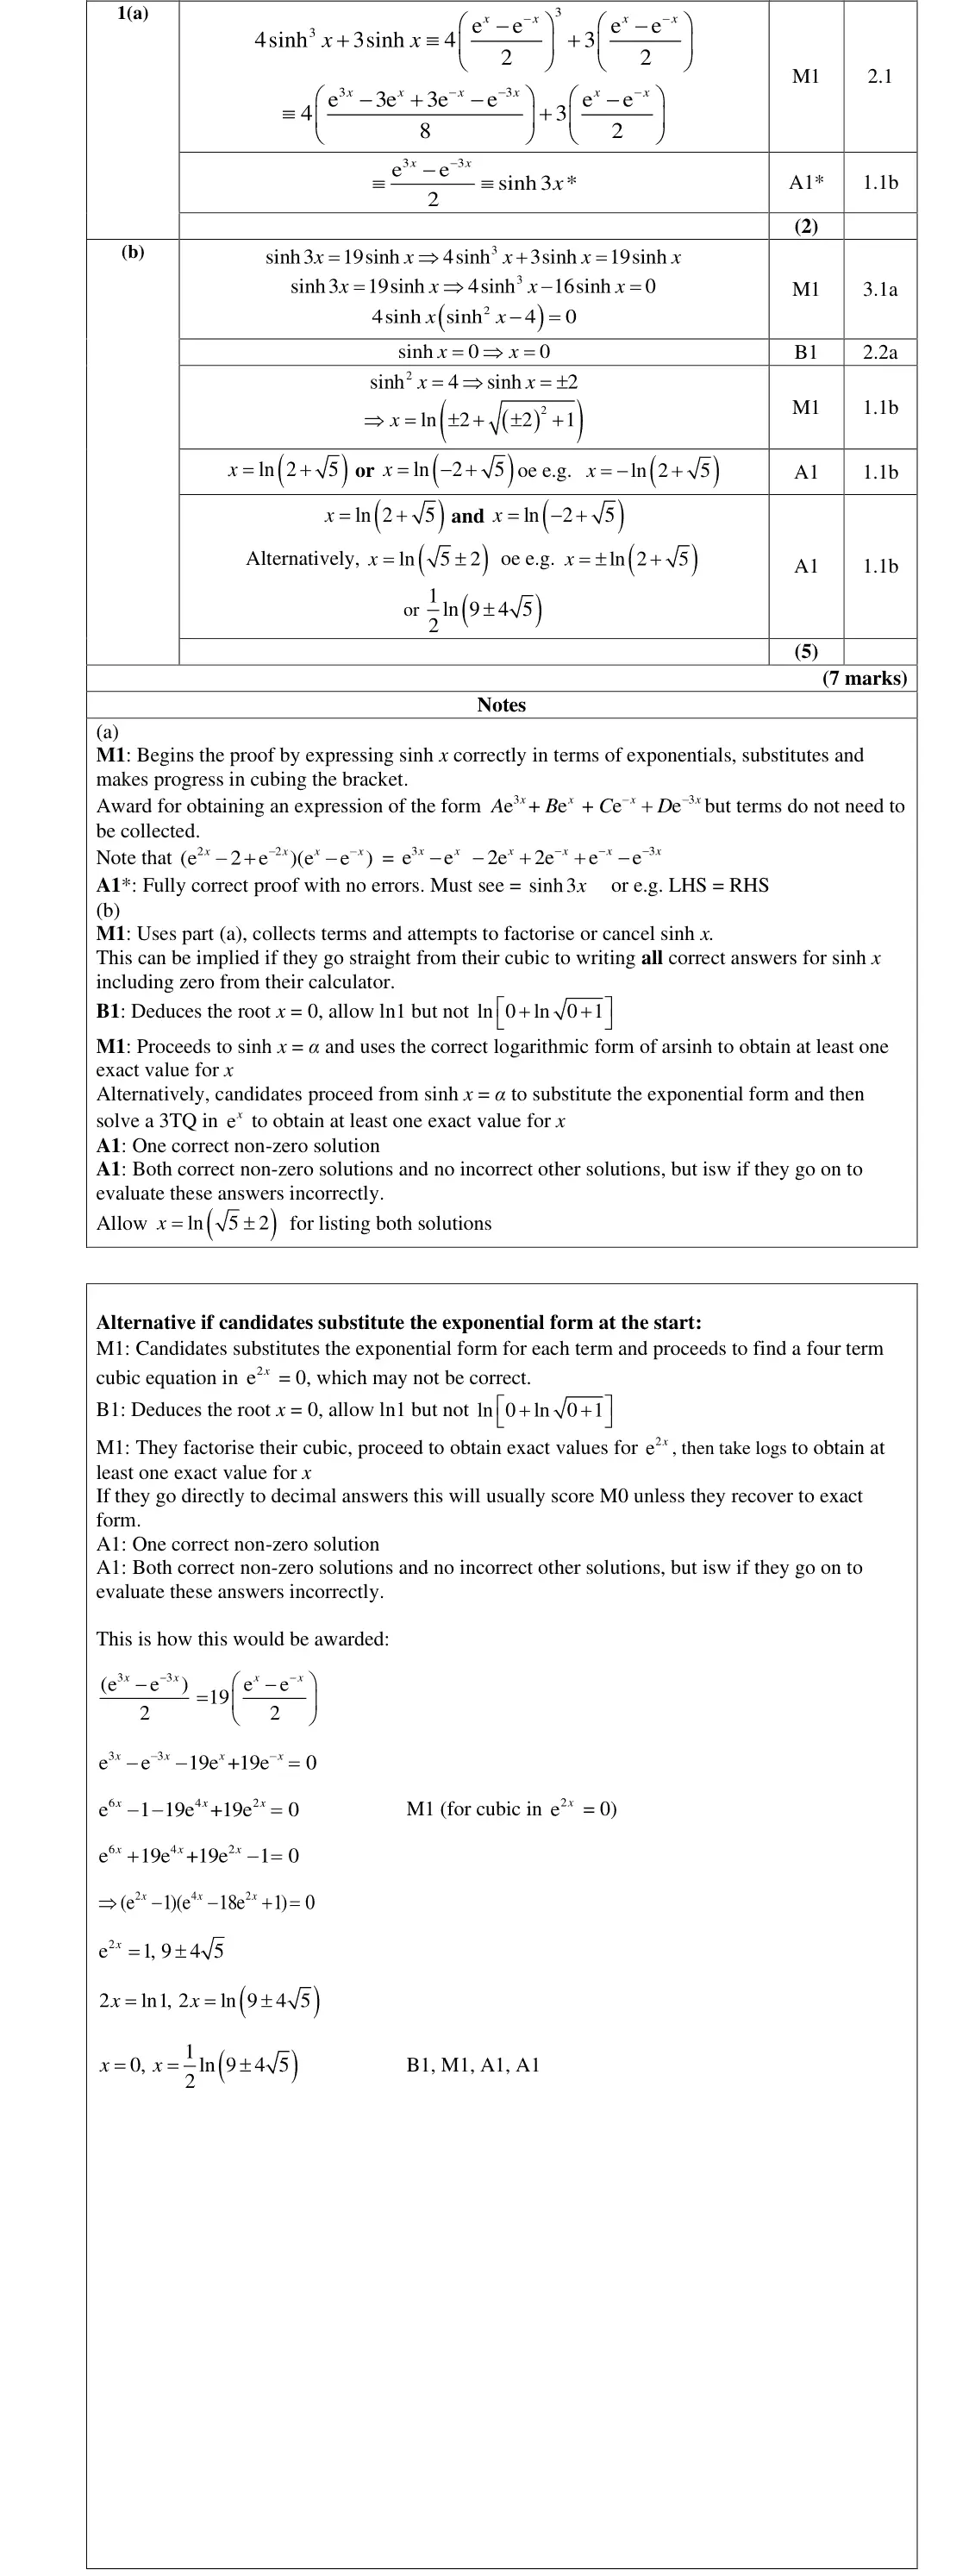 1(a)
4sinh³ x + 3sinh x ≡ 4((eˣ − e⁻ˣ)/2)³ + 3((eˣ − e⁻ˣ)/2)
≡ 4((e³ˣ − 3eˣ + 3e⁻ˣ − e⁻³ˣ)/8) + 3((eˣ − e⁻ˣ)/2)
M1 2.1
≡ (e³ˣ − e⁻³ˣ)/2 ≡ sinh 3x *
A1* 1.1b
(2)
(b)
sinh 3x = 19sinh x ⇒ 4sinh³ x + 3sinh x = 19sinh x
sinh 3x = 19sinh x ⇒ 4sinh³ x − 16sinh x = 0
4sinh x(sinh² x − 4) = 0
M1 3.1a
sinh x = 0 ⇒ x = 0
B1 2.2a
sinh² x = 4 ⇒ sinh x = ±2
⇒ x = ln(±2 + √((±2)² + 1))
M1 1.1b
x = ln(2 + √5) or x = ln(−2 + √5) oe e.g. x = −ln(2 + √5)
A1 1.1b
x = ln(2 + √5) and x = ln(−2 + √5)
Alternatively, x = ln(√5 ± 2) oe e.g. x = ±ln(2 + √5)
or ½ln(9 ± 4√5)
A1 1.1b
(5)
(7 marks)
Notes
(a)
M1: Begins the proof by expressing sinh x correctly in terms of exponentials, substitutes and
makes progress in cubing the bracket.
Award for obtaining an expression of the form Ae³ˣ + Beˣ + Ce⁻ˣ + De⁻³ˣ but terms do not need to
be collected.
Note that (e²ˣ − 2 + e⁻²ˣ)(eˣ − e⁻ˣ) = e³ˣ − eˣ − 2eˣ + 2e⁻ˣ + e⁻ˣ − e⁻³ˣ
A1*: Fully correct proof with no errors. Must see = sinh 3x or e.g. LHS = RHS
(b)
M1: Uses part (a), collects terms and attempts to factorise or cancel sinh x.
This can be implied if they go straight from their cubic to writing all correct answers for sinh x
including zero from their calculator.
B1: Deduces the root x = 0, allow ln1 but not ln[0 + ln √(0+1)]
M1: Proceeds to sinh x = α and uses the correct logarithmic form of arsinh to obtain at least one
exact value for x
Alternatively, candidates proceed from sinh x = α to substitute the exponential form and then
solve a 3TQ in eˣ to obtain at least one exact value for x
A1: One correct non-zero solution
A1: Both correct non-zero solutions and no incorrect other solutions, but isw if they go on to
evaluate these answers incorrectly.
Allow x = ln(√5 ± 2) for listing both solutions
Alternative if candidates substitute the exponential form at the start:
M1: Candidates substitutes the exponential form for each term and proceeds to find a four term
cubic equation in e²ˣ = 0, which may not be correct.
B1: Deduces the root x = 0, allow ln1 but not ln[0 + ln √(0+1)]
M1: They factorise their cubic, proceed to obtain exact values for e²ˣ, then take logs to obtain at
least one exact value for x
If they go directly to decimal answers this will usually score M0 unless they recover to exact
form.
A1: One correct non-zero solution
A1: Both correct non-zero solutions and no incorrect other solutions, but isw if they go on to
evaluate these answers incorrectly.
This is how this would be awarded:
(e³ˣ − e⁻³ˣ)/2 = 19((eˣ − e⁻ˣ)/2)
e³ˣ − e⁻³ˣ − 19eˣ + 19e⁻ˣ = 0
e⁶ˣ − 1 − 19e⁴ˣ + 19e²ˣ = 0 M1 (for cubic in e²ˣ = 0)
e⁶ˣ + 19e⁴ˣ + 19e²ˣ − 1 = 0
⇒ (e²ˣ − 1)(e⁴ˣ − 18e²ˣ + 1) = 0
e²ˣ = 1, 9 ± 4√5
2x = ln1, 2x = ln(9 ± 4√5)
x = 0, x = ½ln(9 ± 4√5) B1, M1, A1, A1